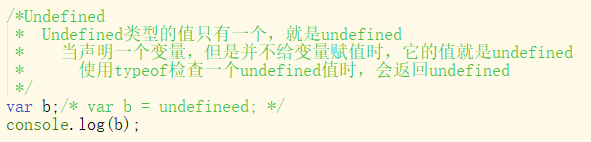 /*Undefined
* Undefined类型的值只有一个，就是undefined
* 当声明一个变量，但是并不给变量赋值时，它的值就是undefined
* 使用typeof检查一个undefined值时，会返回undefined
*/
var b;/* var b = undefineed; */
console.log(b);